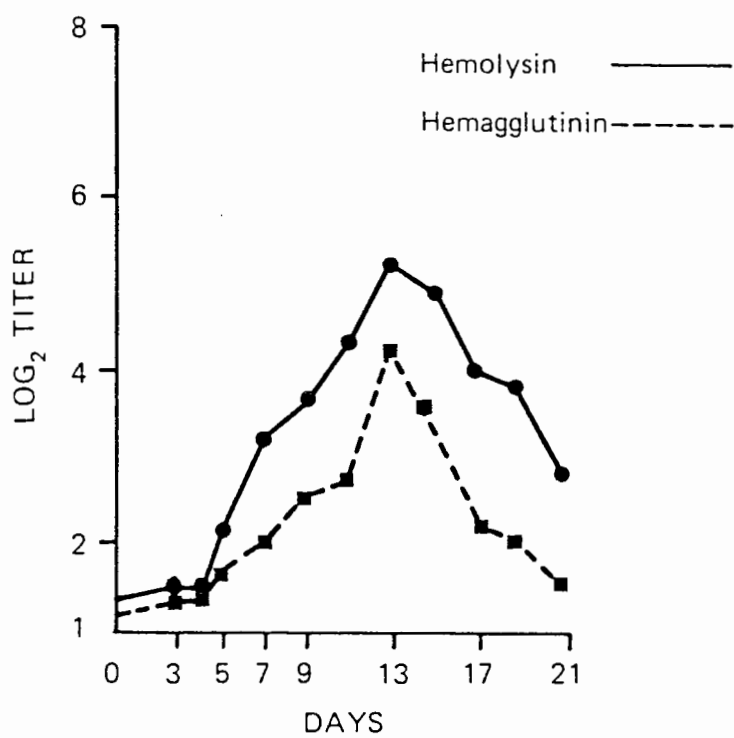 8
6
4
2
1
LOG2 TITER
Hemolysin
Hemagglutinin
0 3 5 7 9 13 17 21
DAYS